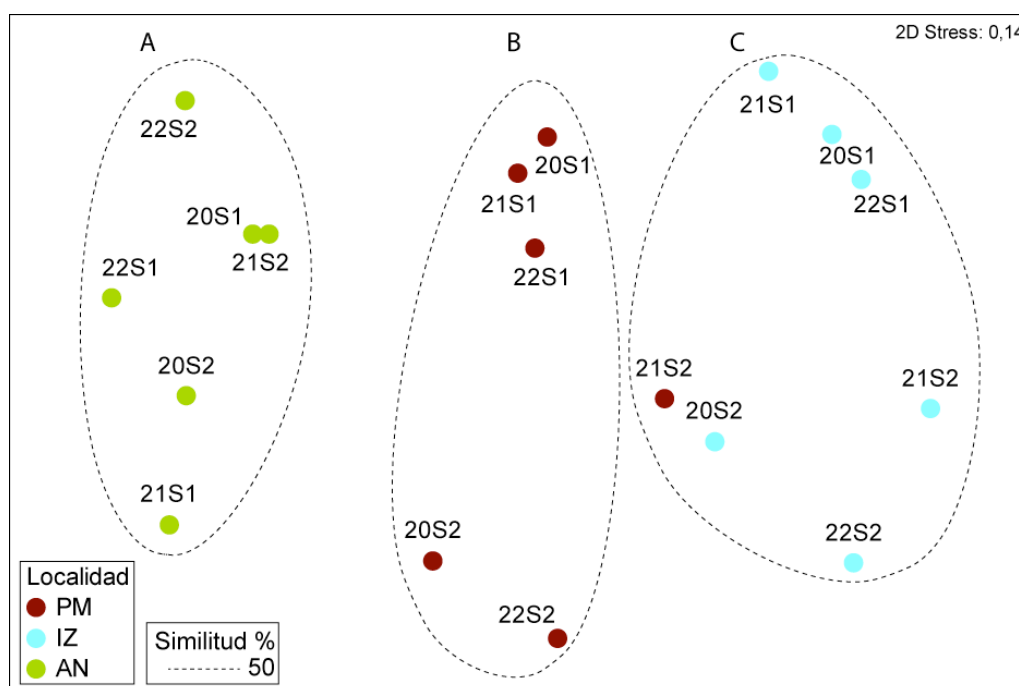 A
B
C
2D Stress: 0,14
22S2
20S1
21S2
22S1
20S2
21S1
20S1
21S1
22S1
20S2
22S2
21S1
20S1
22S1
21S2
20S2
21S2
22S2
Localidad
PM
IZ
AN
Similitud %
50